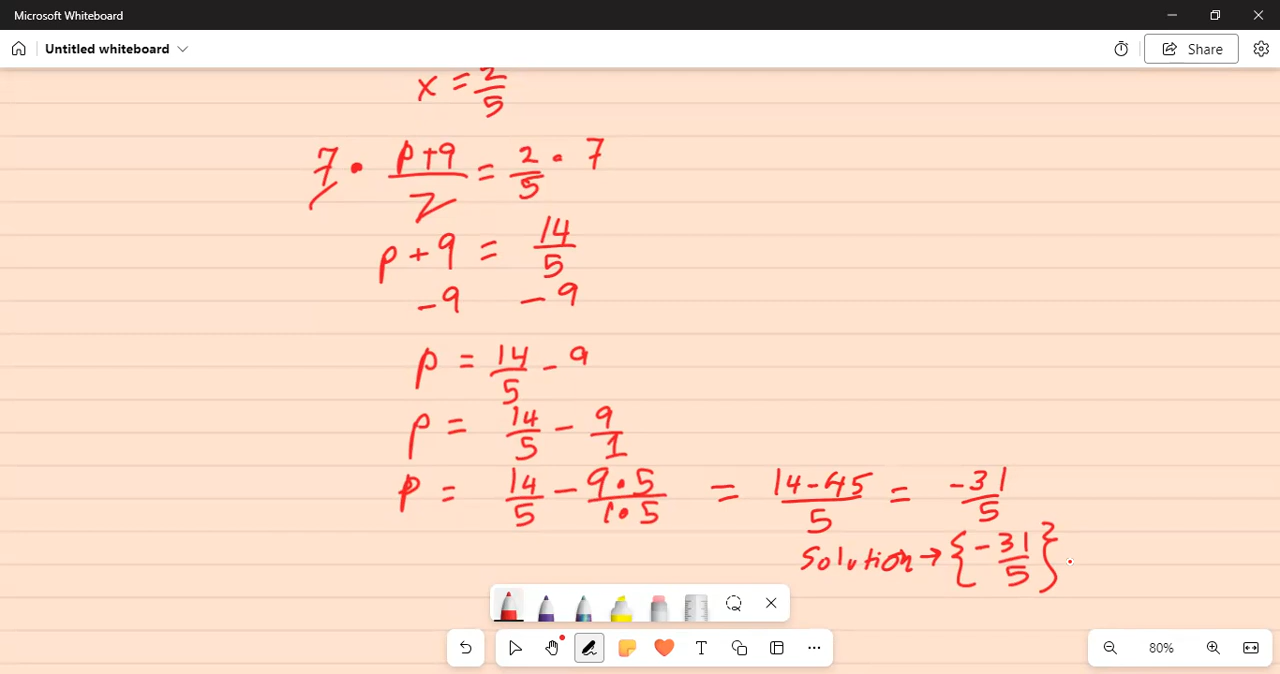 Microsoft Whiteboard
Untitled whiteboard
Share
x = 2/5
7 • (p+9)/7 = 2/5 • 7
p + 9 = 14/5
-9 -9
p = 14/5 - 9
p = 14/5 - 9/1
p = 14/5 - (9•5)/(1•5) = (14-45)/5 = -31/5
Solution → {-31/5}
80%